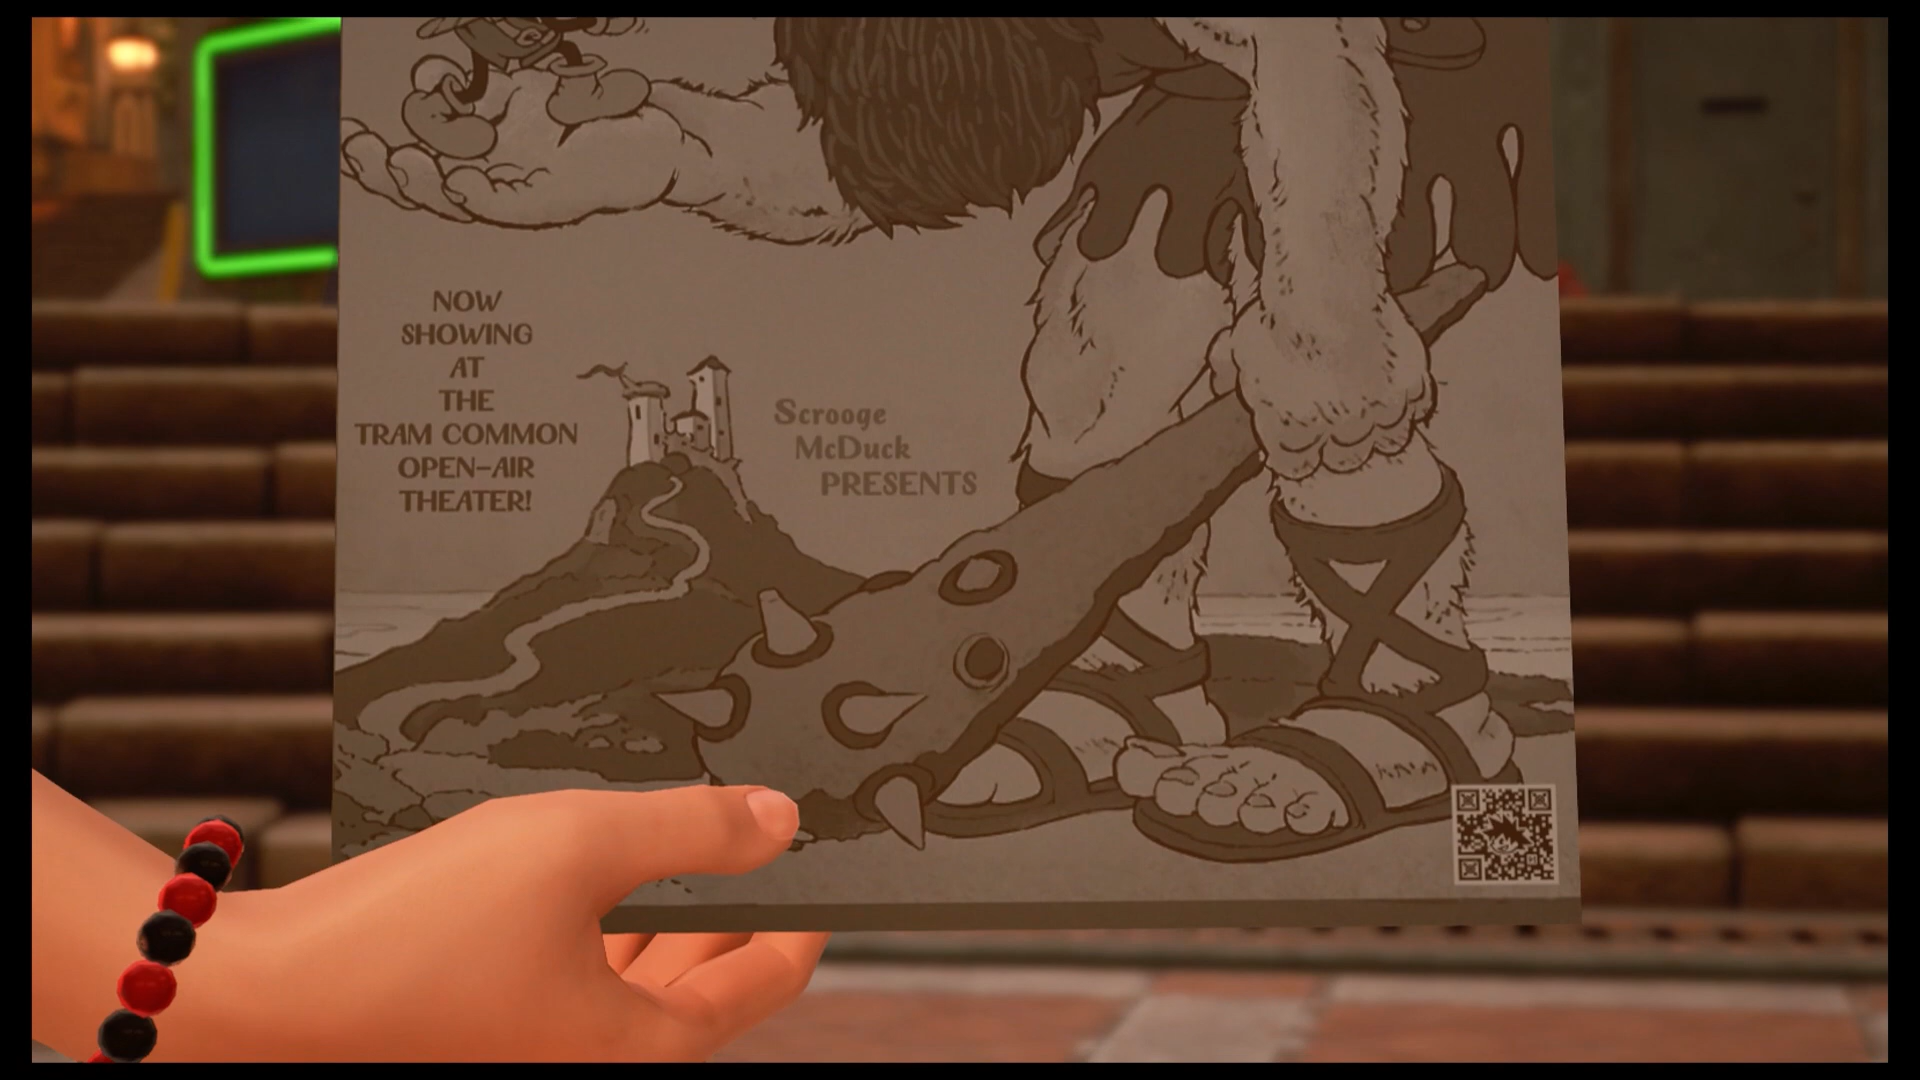 NOW
SHOWING
AT
THE
TRAM COMMON
OPEN-AIR
THEATER!
Scrooge
McDuck
PRESENTS